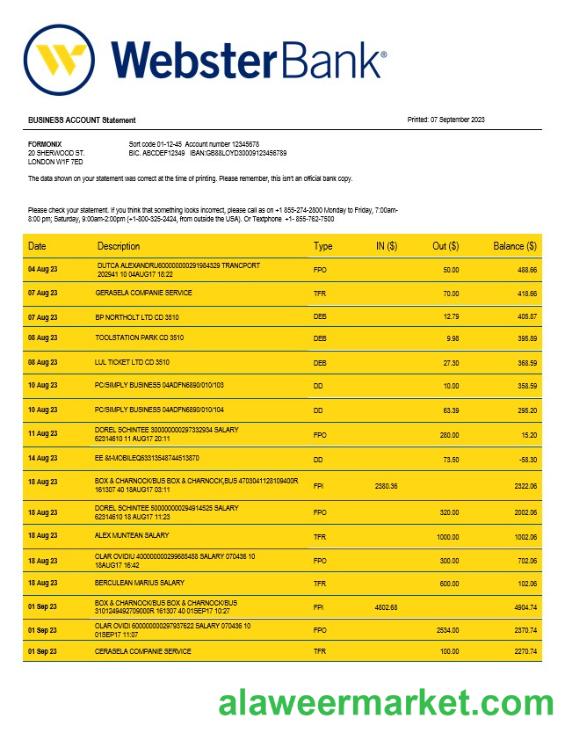 WebsterBank®
BUSINESS ACCOUNT Statement Printed: 07 September 2023
FORMONIX Sort code 01-12-45 Account number 12345678
20 SHERWOOD ST. BIC. ABCDEF12349 IBAN:GB88LOYD30009123456789
LONDON W1F 7ED
The data shown on your statement was correct at the time of printing. Please remember, this isn't an official bank copy.
Please check your statement. If you think that something looks incorrect, please call as on +1 855-274-2800 Monday to Friday, 7:00am-
8:00 pm; Saturday, 9:00am-2:00pm (+1-800-325-2424, from outside the USA). Or Textphone +1- 855-762-7500
Date Description Type IN ($) Out ($) Balance ($)
04 Aug 23 DUTCA ALEXANDRU600000000291984329 TRANCPORT FPO 50.00 488.66
202941 10 04AUG17 18:22
07 Aug 23 GERASELA COMPANIE SERVICE TFR 70.00 418.66
07 Aug 23 BP NORTHOLT LTD CD 3510 DEB 12.79 405.87
08 Aug 23 TOOLSTATION PARK CD 3510 DEB 9.98 395.89
08 Aug 23 LUL TICKET LTD CD 3510 DEB 27.30 368.59
10 Aug 23 PC/SIMPLY BUSINESS 04ADFN6890/010/103 DD 10.00 358.59
10 Aug 23 PC/SIMPLY BUSINESS 04ADFN6890/010/104 DD 63.39 295.20
11 Aug 23 DOREL SCHINTEE 300000000297332934 SALARY FPO 280.00 15.20
62314610 11 AUG17 20:11
14 Aug 23 EE &t-MOBILEQ63313548744513870 DD 73.50 -58.30
18 Aug 23 BOX & CHARNOCK/BUS BOX & CHARNOCK,BUS 4703041128109400R FPI 2380.36 2322.06
161307 40 18AUG17 03:11
18 Aug 23 DOREL SCHINTEE 500000000294914525 SALARY FPO 320.00 2002.06
62314610 18 AUG17 11:23
18 Aug 23 ALEX MUNTEAN SALARY TFR 1000.00 1002.06
18 Aug 23 OLAR OVIDIU 400000000299688488 SALARY 070436 10 FPO 300.00 702.06
18AUG17 16:42
18 Aug 23 BERCULEAN MARIUS SALARY TFR 600.00 102.06
01 Sep 23 BOX & CHARNOCK/BUS BOX & CHARNOCK/BUS FPI 4802.68 4904.74
3101249492709000R 161307 40 01SEP17 10:27
01 Sep 23 OLAR OVIDI 600000000297937622 SALARY 070436 10 FPO 2534.00 2370.74
01SEP17 11:07
01 Sep 23 CERASELA COMPANIE SERVICE TFR 100.00 2270.74
alaweermarket.com